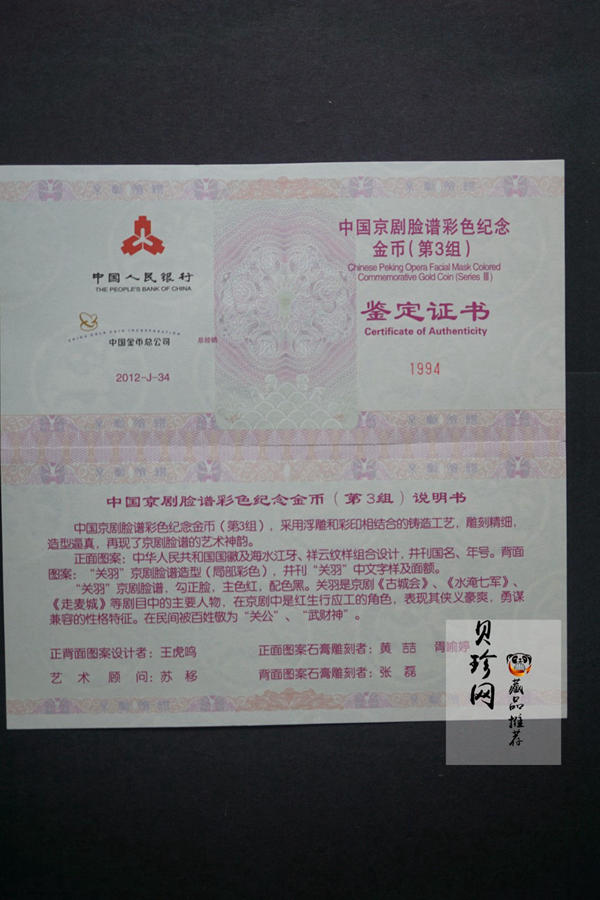 中国人民银行
THE PEOPLE'S BANK OF CHINA
CHINA GOLD COIN INCORPORATION
中国金币总公司
总经销
2012-J-34
中国京剧脸谱彩色纪念
金币(第3组)
Chinese Peking Opera Facial Mask Colored
Commemorative Gold Coin (Series Ⅲ)
鉴定证书
Certificate of Authenticity
1994
中国京剧脸谱彩色纪念金币(第3组)说明书
中国京剧脸谱彩色纪念金币(第3组),采用浮雕和彩印相结合的铸造工艺,雕刻精细,
造型逼真,再现了京剧脸谱的艺术神韵。
正面图案:中华人民共和国国徽及海水江牙、祥云纹样组合设计,并刊国名、年号。背面
图案:“关羽”京剧脸谱造型(局部彩色),并刊“关羽”中文字样及面额。
“关羽”京剧脸谱,勾正脸,主色红,配色黑。关羽是京剧《古城会》、《水淹七军》、
《走麦城》等剧目中的主要人物,在京剧中是红生行应工的角色,表现其侠义豪爽,勇谋
兼容的性格特征。在民间被百姓敬为“关公”、“武财神”。
正背面图案设计者:王虎鸣
正面图案石膏雕刻者:黄喆 胥喻婷
艺术顾问:苏移
背面图案石膏雕刻者:张磊
贝珍网
藏品推荐